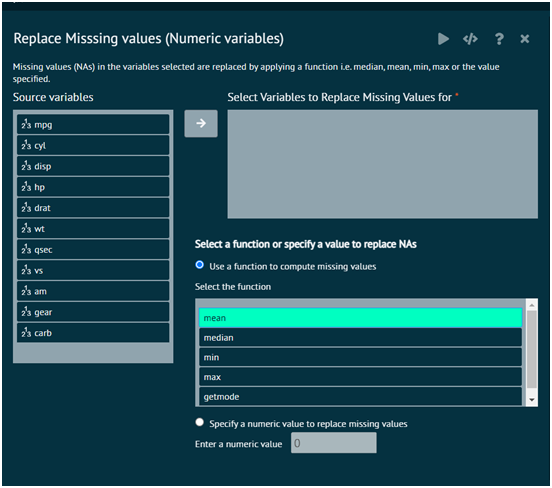 Replace Misssing values (Numeric variables)
</>
?
x
Missing values (NAs) in the variables selected are replaced by applying a function i.e. median, mean, min, max or the value
specified.
Source variables
Select Variables to Replace Missing Values for *
mpg
cyl
disp
hp
drat
wt
qsec
vs
am
gear
carb
Select a function or specify a value to replace NAs
Use a function to compute missing values
Select the function
mean
median
min
max
getmode
Specify a numeric value to replace missing values
Enter a numeric value 0